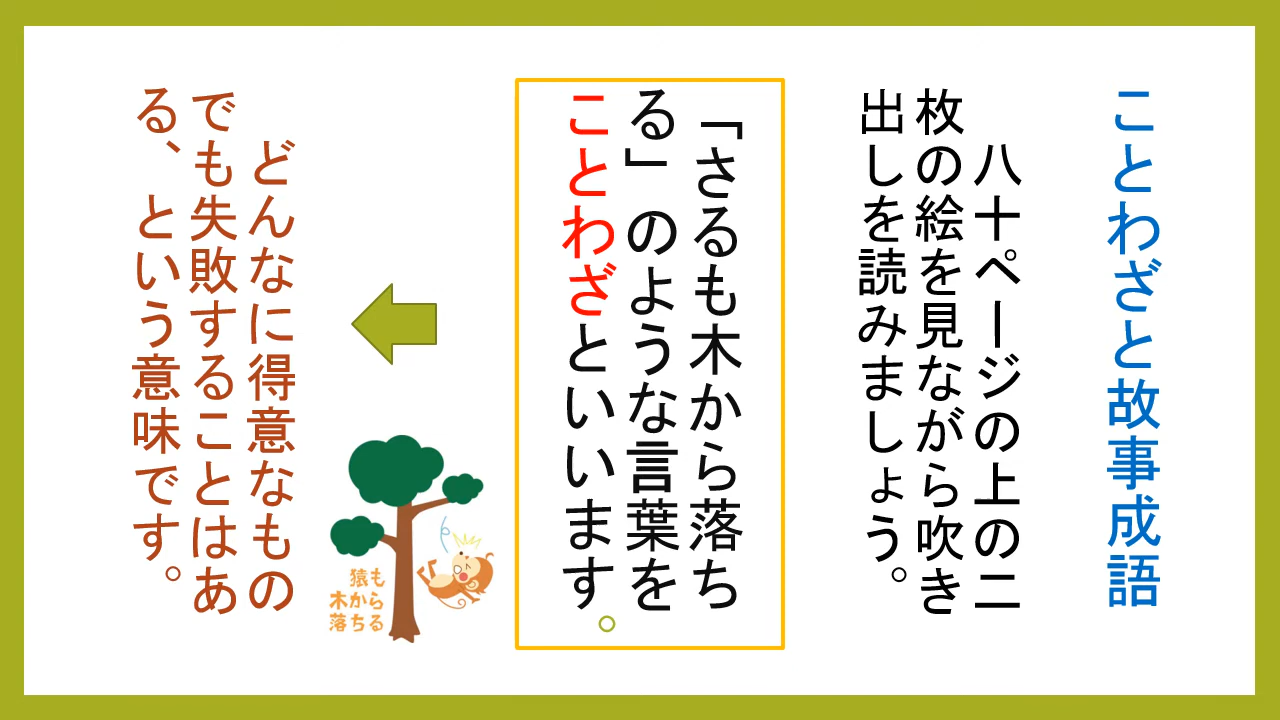 ことわざと故事成語
八十ページの上の二
枚の絵を見ながら吹き
出しを読みましょう。
「さるも木から落ち
る」のような言葉を
ことわざといいます。
猿も
木から
落ちる
どんなに得意なもの
でも失敗することはあ
る、という意味です。